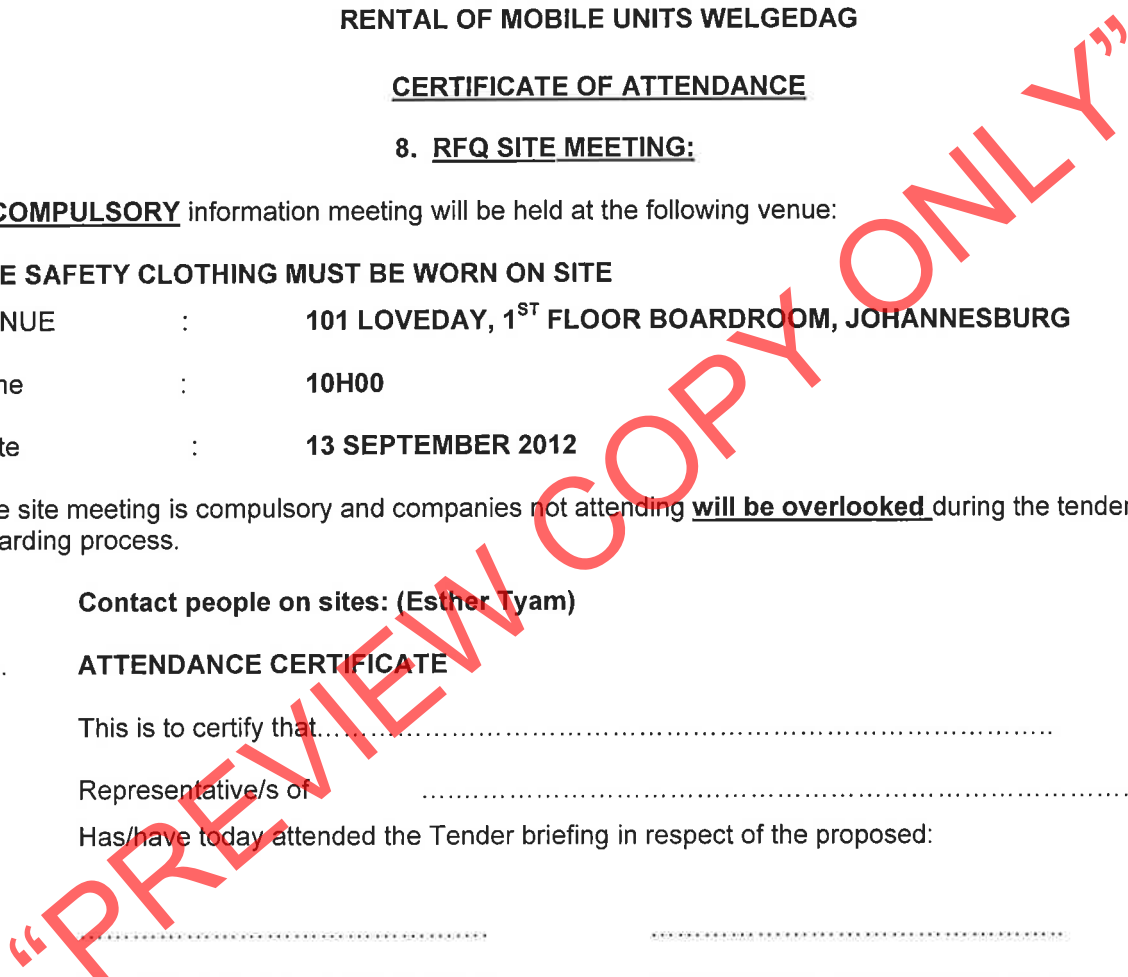 RENTAL OF MOBILE UNITS WELGEDAG
CERTIFICATE OF ATTENDANCE
8. RFQ SITE MEETING:
COMPULSORY information meeting will be held at the following venue:
E SAFETY CLOTHING MUST BE WORN ON SITE
NUE : 101 LOVEDAY, 1ST FLOOR BOARDROOM, JOHANNESBURG
ne : 10H00
te : 13 SEPTEMBER 2012
e site meeting is compulsory and companies not attending will be overlooked during the tender
arding process.
Contact people on sites: (Esther Tyam)
. ATTENDANCE CERTIFICATE
This is to certify that..........................................................................
Representative/s of ..........................................................................
Has/have today attended the Tender briefing in respect of the proposed:
.......................................... ..........................................
“PREVIEW COPY ONLY”